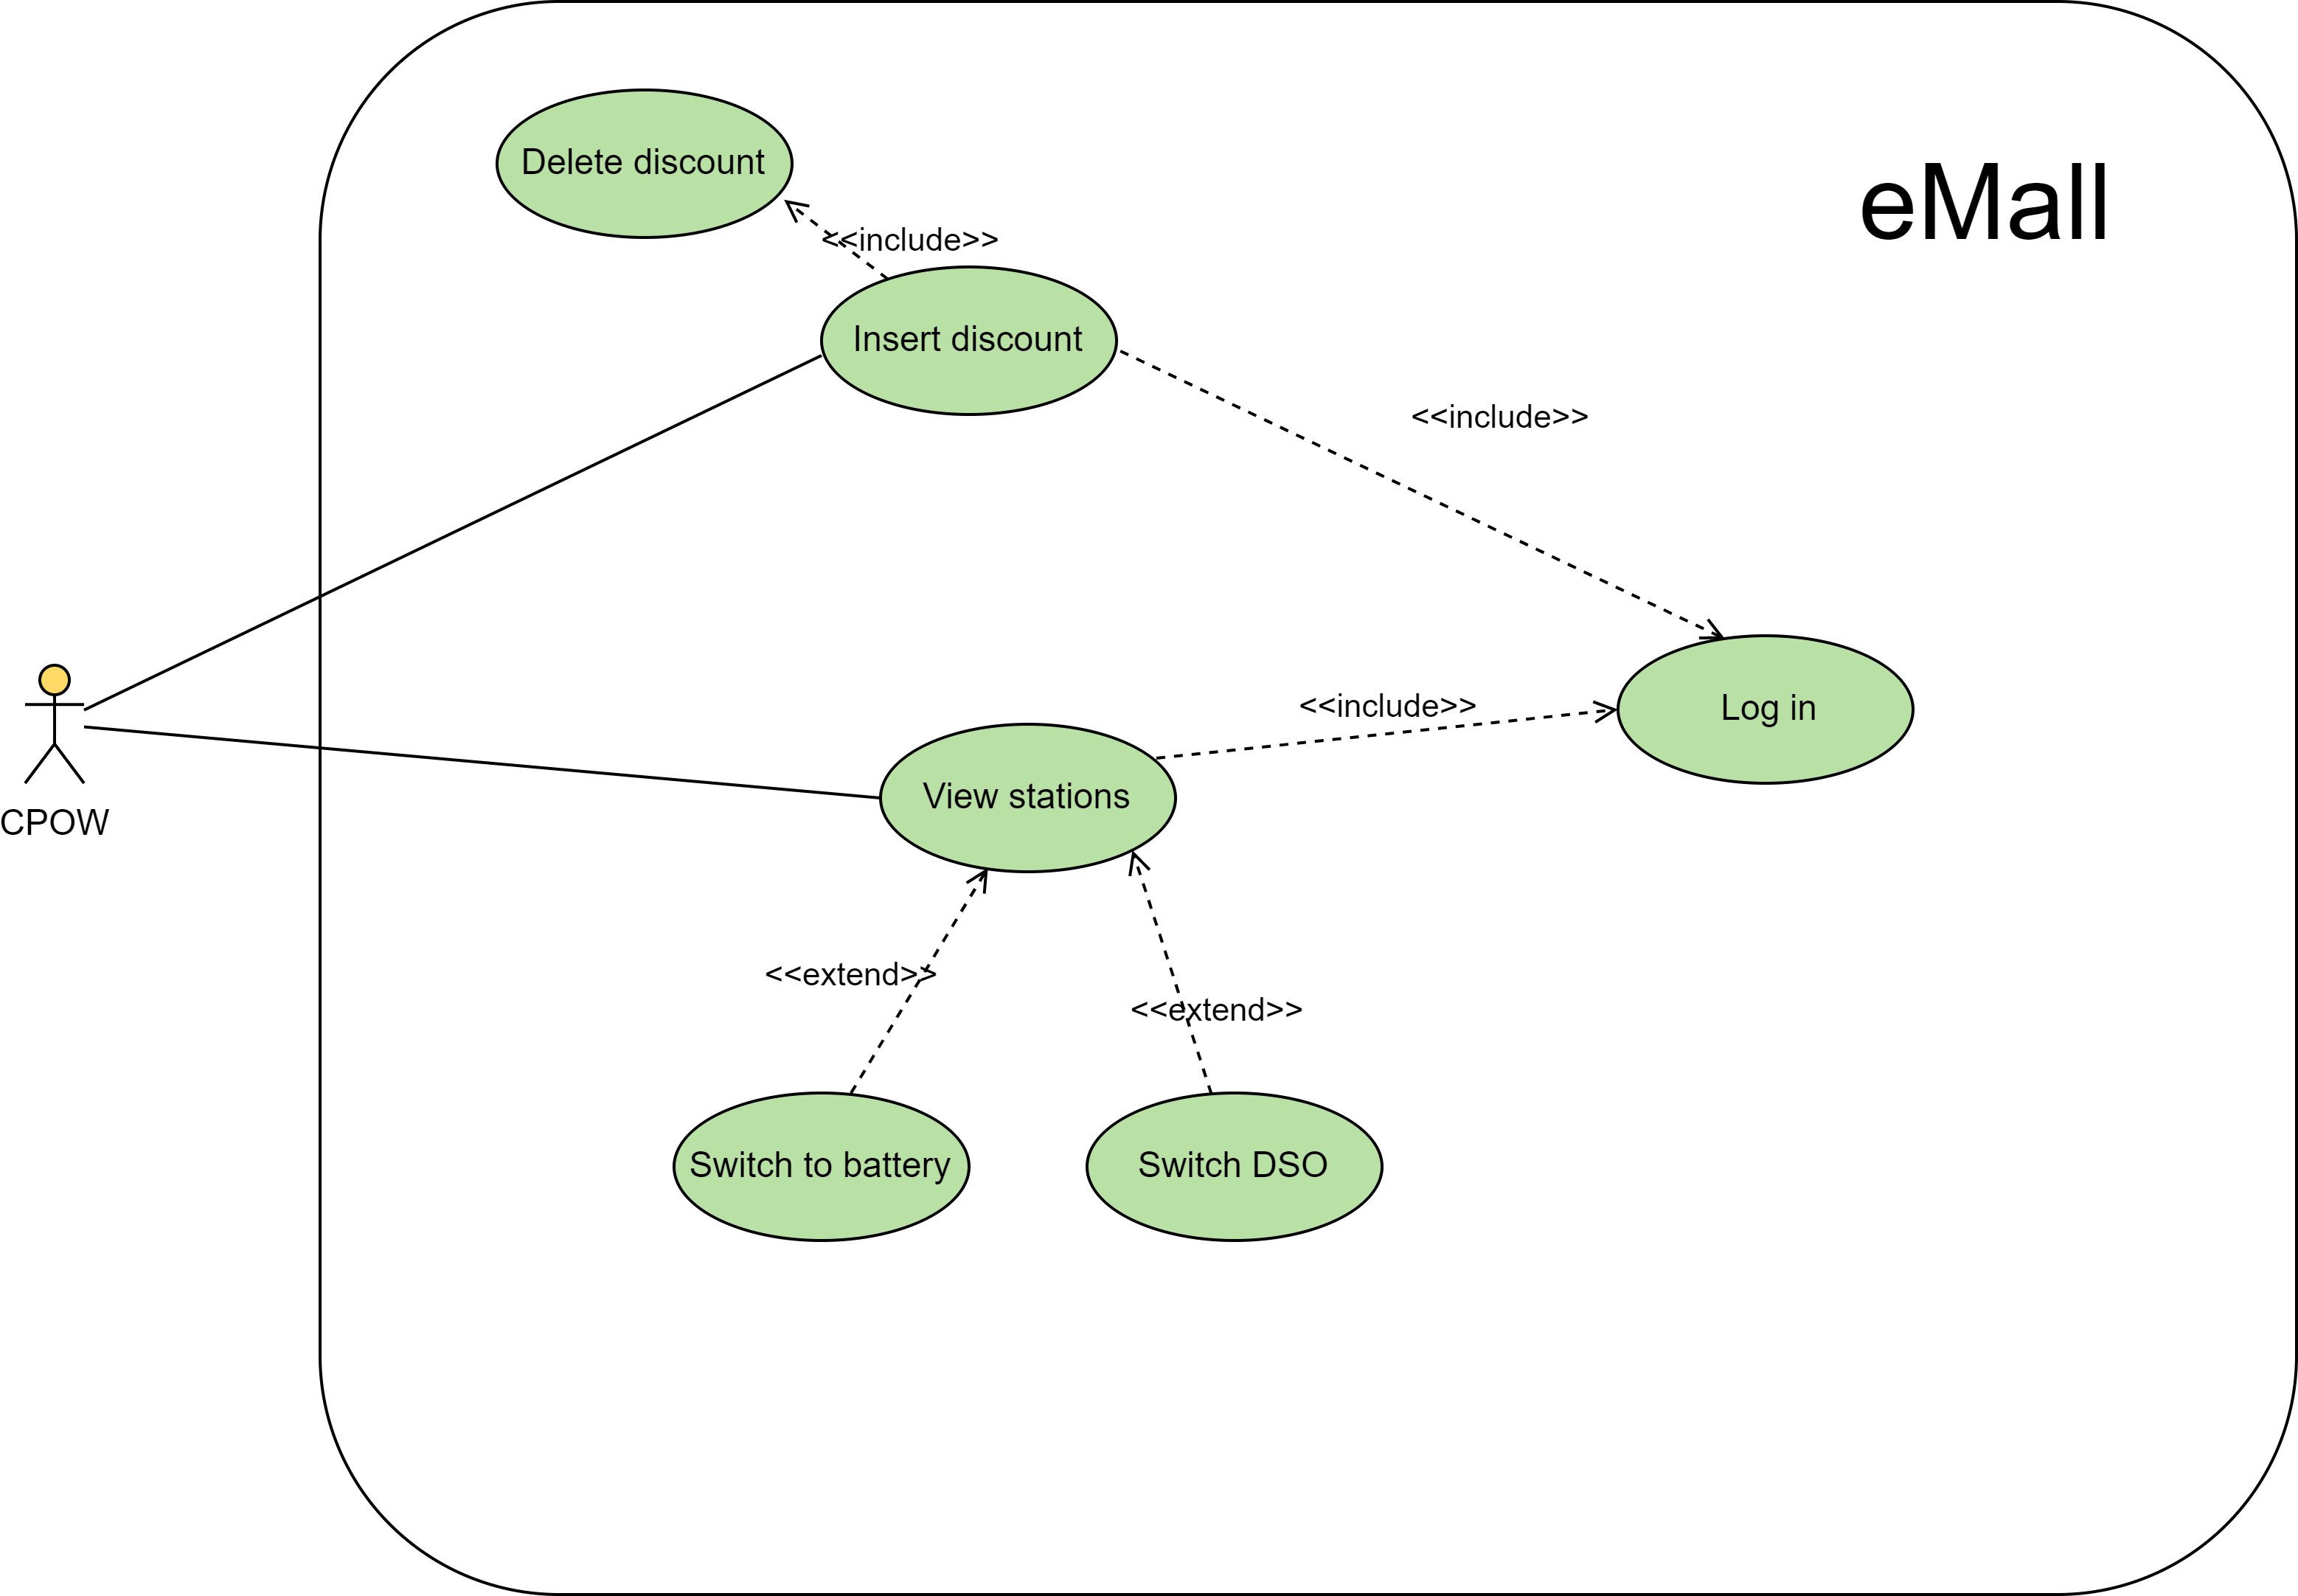 Delete discount
eMall
<<include>>
Insert discount
<<include>>
<<include>>
Log in
View stations
CPOW
<<extend>>
<<extend>>
Switch to battery
Switch DSO